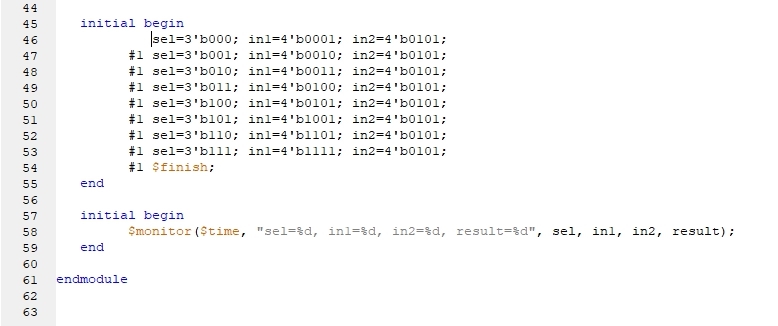 44
45 initial begin
46 sel=3'b000; in1=4'b0001; in2=4'b0101;
47 #1 sel=3'b001; in1=4'b0010; in2=4'b0101;
48 #1 sel=3'b010; in1=4'b0011; in2=4'b0101;
49 #1 sel=3'b011; in1=4'b0100; in2=4'b0101;
50 #1 sel=3'b100; in1=4'b0101; in2=4'b0101;
51 #1 sel=3'b101; in1=4'b1001; in2=4'b0101;
52 #1 sel=3'b110; in1=4'b1101; in2=4'b0101;
53 #1 sel=3'b111; in1=4'b1111; in2=4'b0101;
54 #1 $finish;
55 end
56
57 initial begin
58 $monitor($time, "sel=%d, in1=%d, in2=%d, result=%d", sel, in1, in2, result);
59 end
60
61 endmodule
62
63